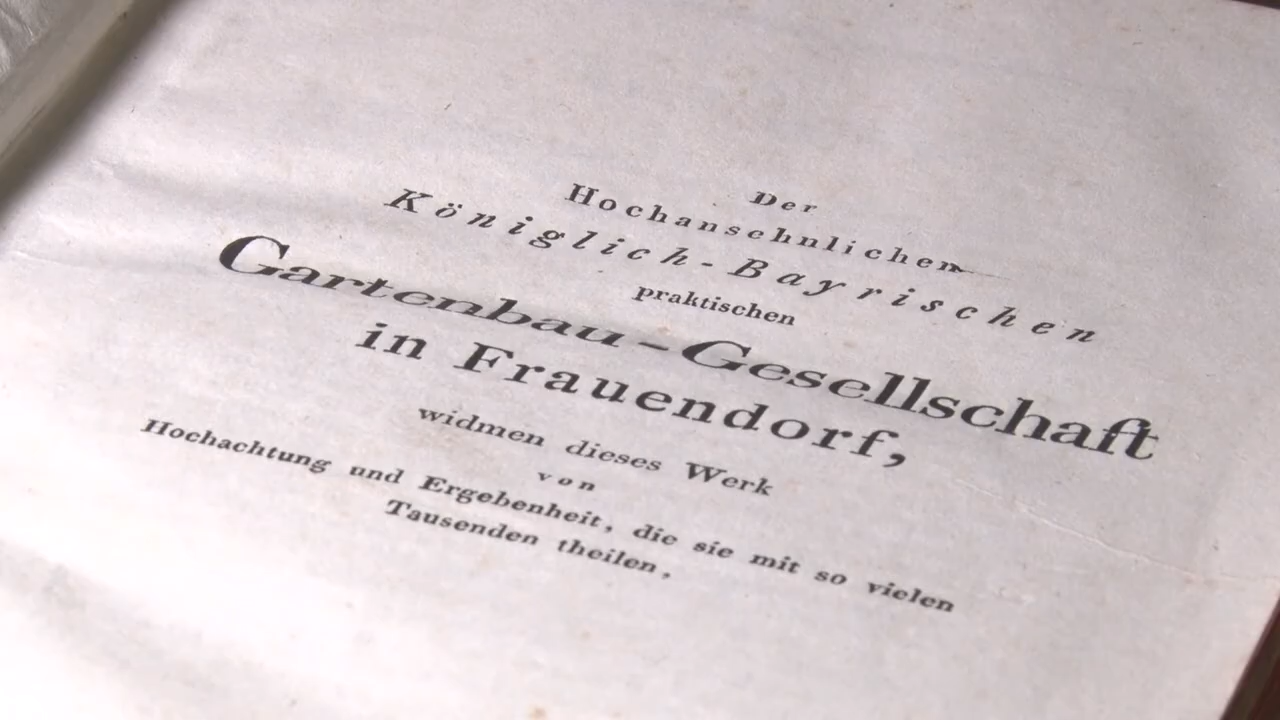 Der
Hochansehnlichen
Königlich-Bayrischen
praktischen
Gartenbau-Gesellschaft
in Frauendorf,
widmen dieses Werk
von
Hochachtung und Ergebenheit, die sie mit so vielen
Tausenden theilen,